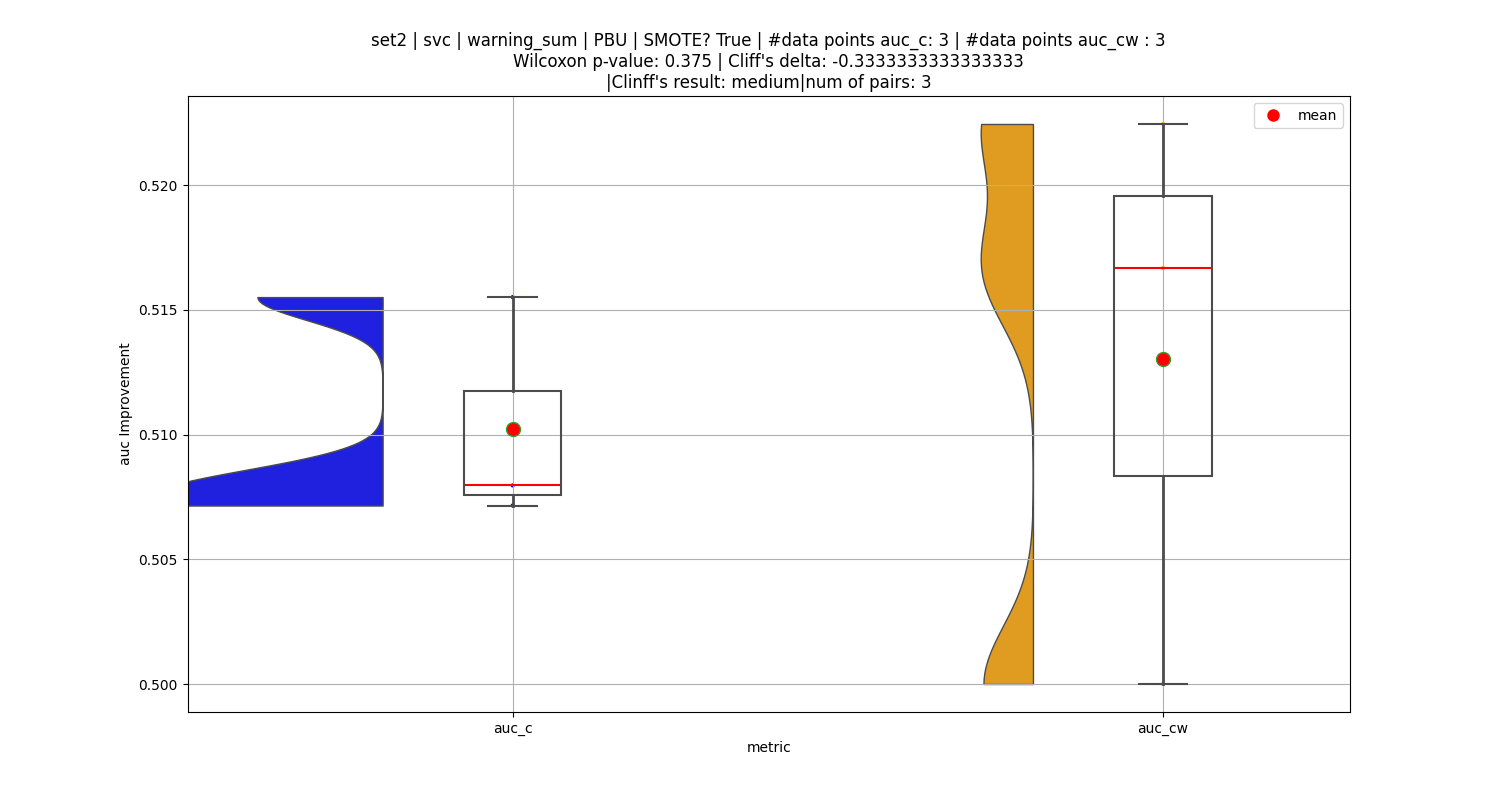 set2 | svc | warning_sum | PBU | SMOTE? True | #data points auc_c: 3 | #data points auc_cw : 3
Wilcoxon p-value: 0.375 | Cliff's delta: -0.3333333333333333
|Clinff's result: medium|num of pairs: 3
mean
0.520
0.515
0.510
0.505
0.500
auc Improvement
auc_c
auc_cw
metric